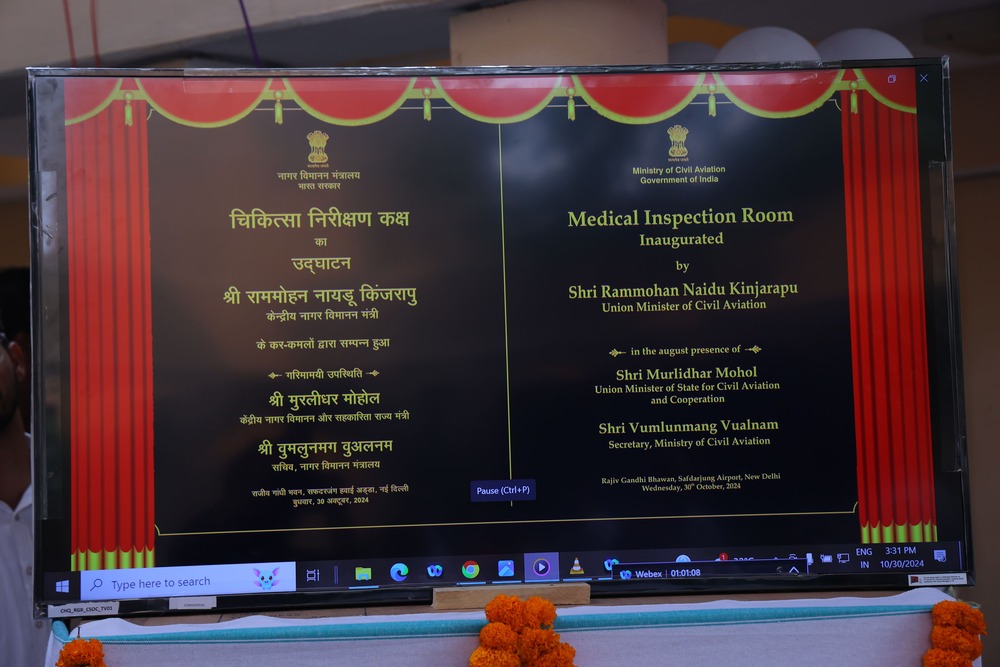 नागर विमानन मंत्रालय
भारत सरकार
चिकित्सा निरीक्षण कक्ष
का
उद्घाटन
श्री राममोहन नायडू किंजरापु
केन्द्रीय नागर विमानन मंत्री
के कर-कमलों द्वारा सम्पन्न हुआ
गरिमामयी उपस्थिति
श्री मुरलीधर मोहोल
केंद्रीय नागर विमानन और सहकारिता राज्य मंत्री
श्री वुमलुनमग वुअलनम
सचिव, नागर विमानन मंत्रालय
राजीव गांधी भवन, सफदरजंग हवाई अड्डा, नई दिल्ली
बुधवार, 30 अक्टूबर, 2024
Ministry of Civil Aviation
Government of India
Medical Inspection Room
Inaugurated
by
Shri Rammohan Naidu Kinjarapu
Union Minister of Civil Aviation
in the august presence of
Shri Murlidhar Mohol
Union Minister of State for Civil Aviation
and Cooperation
Shri Vumlunmang Vualnam
Secretary, Ministry of Civil Aviation
Rajiv Gandhi Bhawan, Safdarjung Airport, New Delhi
Wednesday, 30th October, 2024
Pause (Ctrl+P)
Type here to search
Webex | 01:01:08
ENG
IN
3:31 PM
10/30/2024
CHQ_RGB_CSOC_TV01